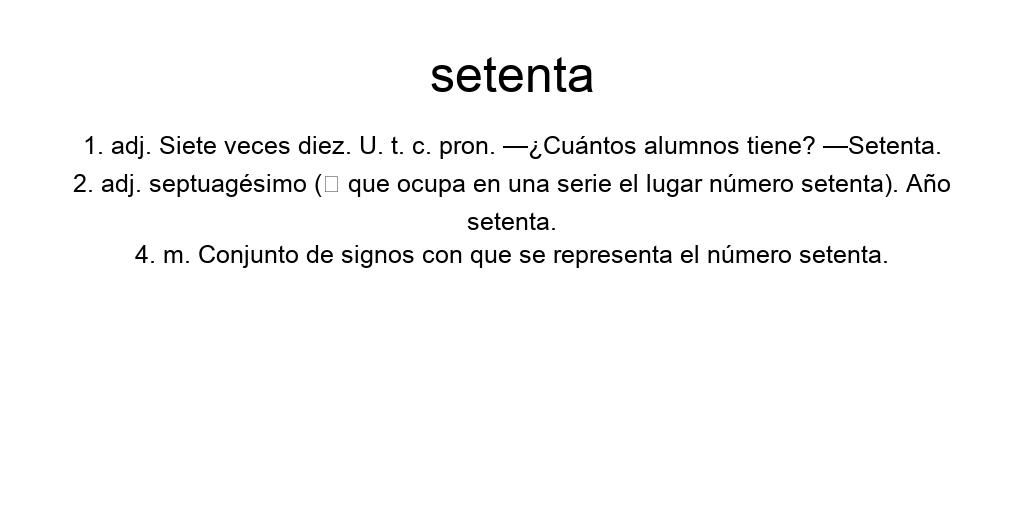 setenta
1. adj. Siete veces diez. U. t. c. pron. —¿Cuántos alumnos tiene? —Setenta.
2. adj. septuagésimo (□ que ocupa en una serie el lugar número setenta). Año
setenta.
4. m. Conjunto de signos con que se representa el número setenta.